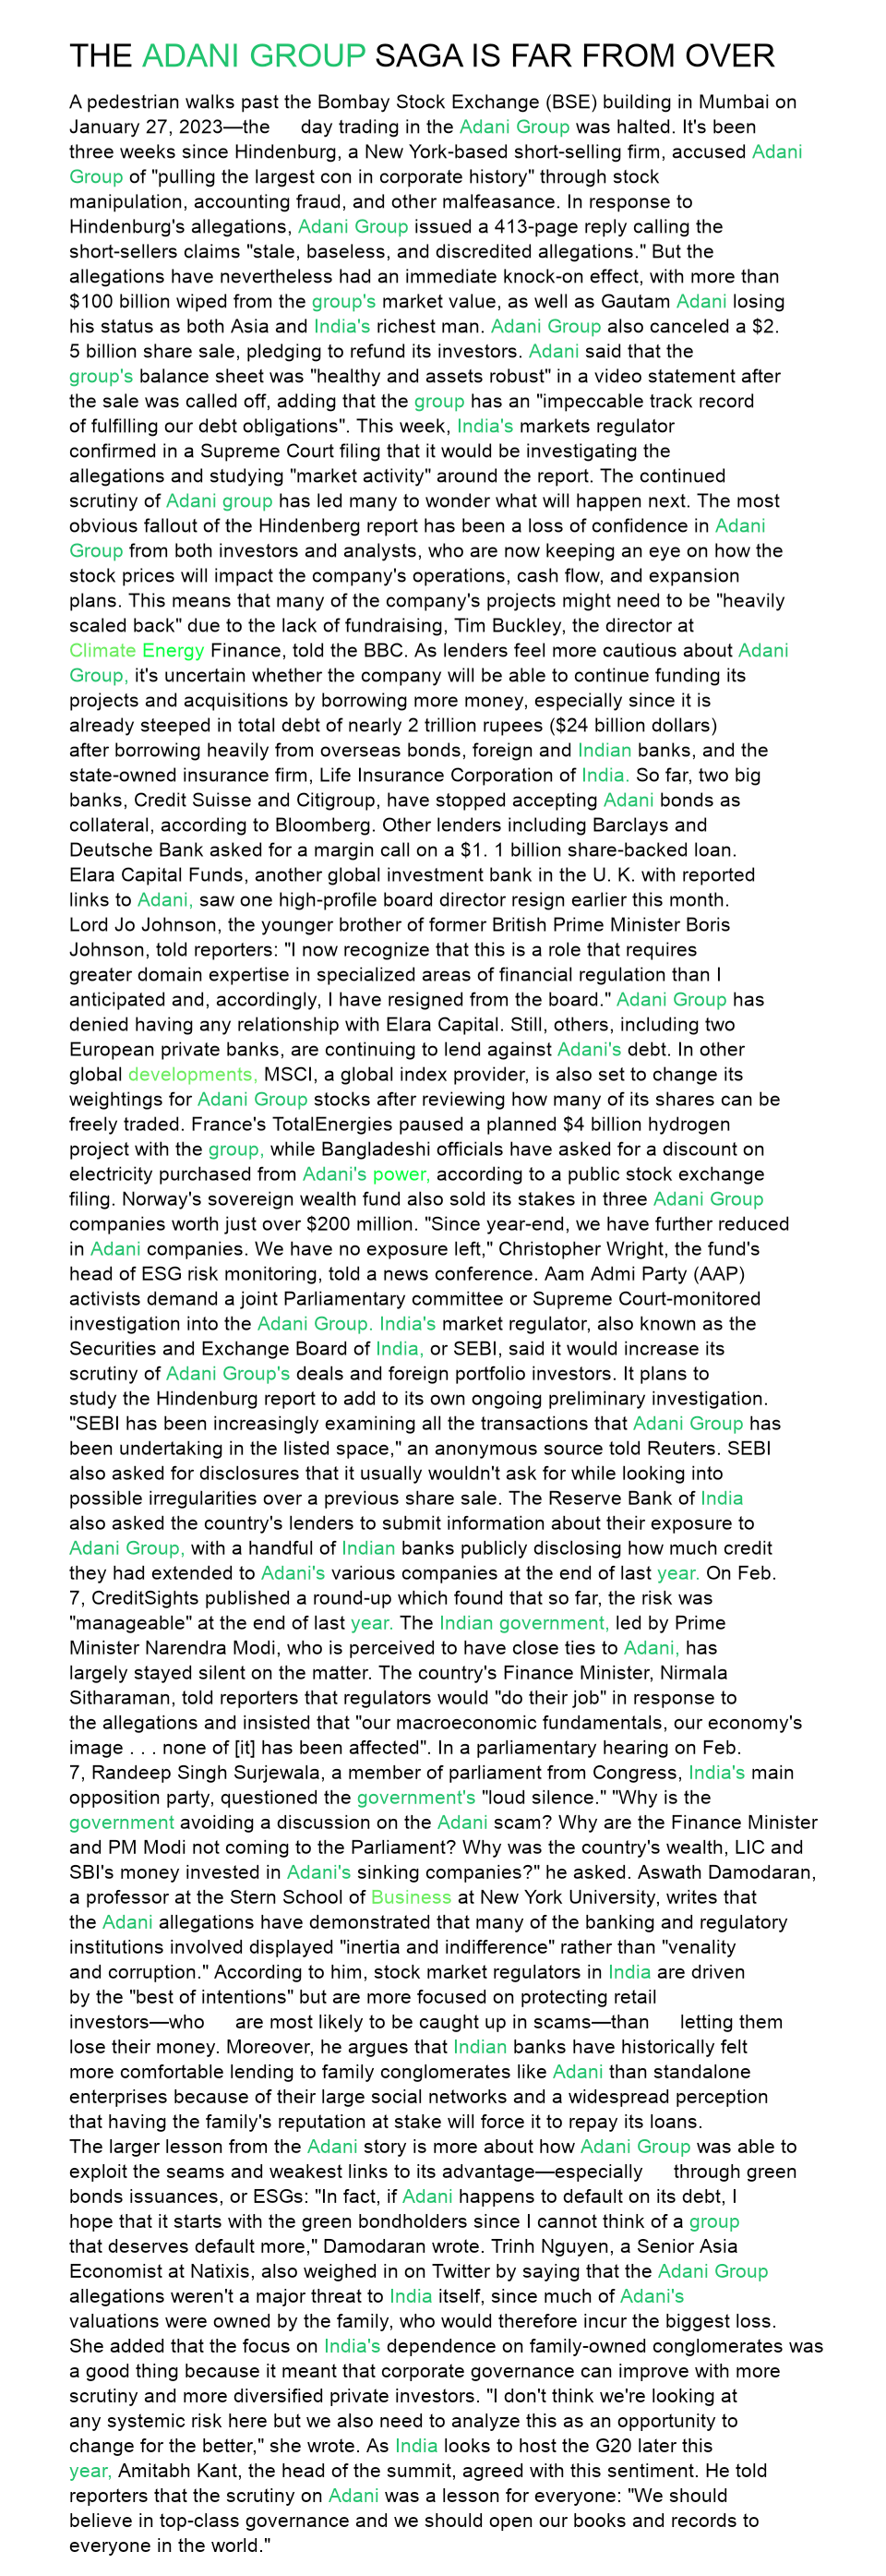 THE ADANI GROUP SAGA IS FAR FROM OVER
A pedestrian walks past the Bombay Stock Exchange (BSE) building in Mumbai on
January 27, 2023—the day trading in the Adani Group was halted. It's been
three weeks since Hindenburg, a New York-based short-selling firm, accused Adani
Group of "pulling the largest con in corporate history" through stock
manipulation, accounting fraud, and other malfeasance. In response to
Hindenburg's allegations, Adani Group issued a 413-page reply calling the
short-sellers claims "stale, baseless, and discredited allegations." But the
allegations have nevertheless had an immediate knock-on effect, with more than
$100 billion wiped from the group's market value, as well as Gautam Adani losing
his status as both Asia and India's richest man. Adani Group also canceled a $2.
5 billion share sale, pledging to refund its investors. Adani said that the
group's balance sheet was "healthy and assets robust" in a video statement after
the sale was called off, adding that the group has an "impeccable track record
of fulfilling our debt obligations". This week, India's markets regulator
confirmed in a Supreme Court filing that it would be investigating the
allegations and studying "market activity" around the report. The continued
scrutiny of Adani group has led many to wonder what will happen next. The most
obvious fallout of the Hindenberg report has been a loss of confidence in Adani
Group from both investors and analysts, who are now keeping an eye on how the
stock prices will impact the company's operations, cash flow, and expansion
plans. This means that many of the company's projects might need to be "heavily
scaled back" due to the lack of fundraising, Tim Buckley, the director at
Climate Energy Finance, told the BBC. As lenders feel more cautious about Adani
Group, it's uncertain whether the company will be able to continue funding its
projects and acquisitions by borrowing more money, especially since it is
already steeped in total debt of nearly 2 trillion rupees ($24 billion dollars)
after borrowing heavily from overseas bonds, foreign and Indian banks, and the
state-owned insurance firm, Life Insurance Corporation of India. So far, two big
banks, Credit Suisse and Citigroup, have stopped accepting Adani bonds as
collateral, according to Bloomberg. Other lenders including Barclays and
Deutsche Bank asked for a margin call on a $1. 1 billion share-backed loan.
Elara Capital Funds, another global investment bank in the U. K. with reported
links to Adani, saw one high-profile board director resign earlier this month.
Lord Jo Johnson, the younger brother of former British Prime Minister Boris
Johnson, told reporters: "I now recognize that this is a role that requires
greater domain expertise in specialized areas of financial regulation than I
anticipated and, accordingly, I have resigned from the board." Adani Group has
denied having any relationship with Elara Capital. Still, others, including two
European private banks, are continuing to lend against Adani's debt. In other
global developments, MSCI, a global index provider, is also set to change its
weightings for Adani Group stocks after reviewing how many of its shares can be
freely traded. France's TotalEnergies paused a planned $4 billion hydrogen
project with the group, while Bangladeshi officials have asked for a discount on
electricity purchased from Adani's power, according to a public stock exchange
filing. Norway's sovereign wealth fund also sold its stakes in three Adani Group
companies worth just over $200 million. "Since year-end, we have further reduced
in Adani companies. We have no exposure left," Christopher Wright, the fund's
head of ESG risk monitoring, told a news conference. Aam Admi Party (AAP)
activists demand a joint Parliamentary committee or Supreme Court-monitored
investigation into the Adani Group. India's market regulator, also known as the
Securities and Exchange Board of India, or SEBI, said it would increase its
scrutiny of Adani Group's deals and foreign portfolio investors. It plans to
study the Hindenburg report to add to its own ongoing preliminary investigation.
"SEBI has been increasingly examining all the transactions that Adani Group has
been undertaking in the listed space," an anonymous source told Reuters. SEBI
also asked for disclosures that it usually wouldn't ask for while looking into
possible irregularities over a previous share sale. The Reserve Bank of India
also asked the country's lenders to submit information about their exposure to
Adani Group, with a handful of Indian banks publicly disclosing how much credit
they had extended to Adani's various companies at the end of last year. On Feb.
7, CreditSights published a round-up which found that so far, the risk was
"manageable" at the end of last year. The Indian government, led by Prime
Minister Narendra Modi, who is perceived to have close ties to Adani, has
largely stayed silent on the matter. The country's Finance Minister, Nirmala
Sitharaman, told reporters that regulators would "do their job" in response to
the allegations and insisted that "our macroeconomic fundamentals, our economy's
image . . . none of [it] has been affected". In a parliamentary hearing on Feb.
7, Randeep Singh Surjewala, a member of parliament from Congress, India's main
opposition party, questioned the government's "loud silence." "Why is the
government avoiding a discussion on the Adani scam? Why are the Finance Minister
and PM Modi not coming to the Parliament? Why was the country's wealth, LIC and
SBI's money invested in Adani's sinking companies?" he asked. Aswath Damodaran,
a professor at the Stern School of Business at New York University, writes that
the Adani allegations have demonstrated that many of the banking and regulatory
institutions involved displayed "inertia and indifference" rather than "venality
and corruption." According to him, stock market regulators in India are driven
by the "best of intentions" but are more focused on protecting retail
investors—who are most likely to be caught up in scams—than letting them
lose their money. Moreover, he argues that Indian banks have historically felt
more comfortable lending to family conglomerates like Adani than standalone
enterprises because of their large social networks and a widespread perception
that having the family's reputation at stake will force it to repay its loans.
The larger lesson from the Adani story is more about how Adani Group was able to
exploit the seams and weakest links to its advantage—especially through green
bonds issuances, or ESGs: "In fact, if Adani happens to default on its debt, I
hope that it starts with the green bondholders since I cannot think of a group
that deserves default more," Damodaran wrote. Trinh Nguyen, a Senior Asia
Economist at Natixis, also weighed in on Twitter by saying that the Adani Group
allegations weren't a major threat to India itself, since much of Adani's
valuations were owned by the family, who would therefore incur the biggest loss.
She added that the focus on India's dependence on family-owned conglomerates was
a good thing because it meant that corporate governance can improve with more
scrutiny and more diversified private investors. "I don't think we're looking at
any systemic risk here but we also need to analyze this as an opportunity to
change for the better," she wrote. As India looks to host the G20 later this
year, Amitabh Kant, the head of the summit, agreed with this sentiment. He told
reporters that the scrutiny on Adani was a lesson for everyone: "We should
believe in top-class governance and we should open our books and records to
everyone in the world."